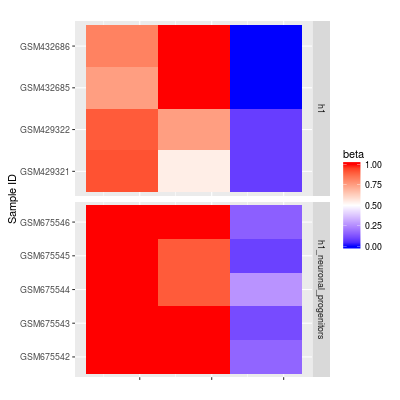 GSM432686
GSM432685
GSM429322
GSM429321
h1
GSM675546
GSM675545
GSM675544
GSM675543
GSM675542
h1_neuronal_progenitors
Sample ID
beta
1.00
0.75
0.50
0.25
0.00